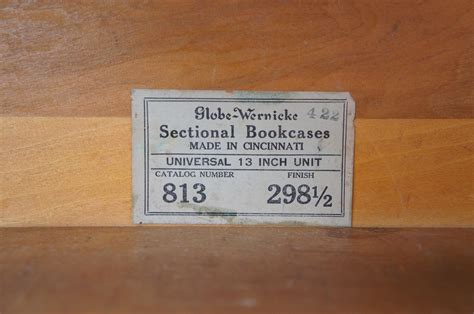 Globe-Wernicke 422
Sectional Bookcases
MADE IN CINCINNATI
UNIVERSAL 13 INCH UNIT
CATALOG NUMBER FINISH
813 298½